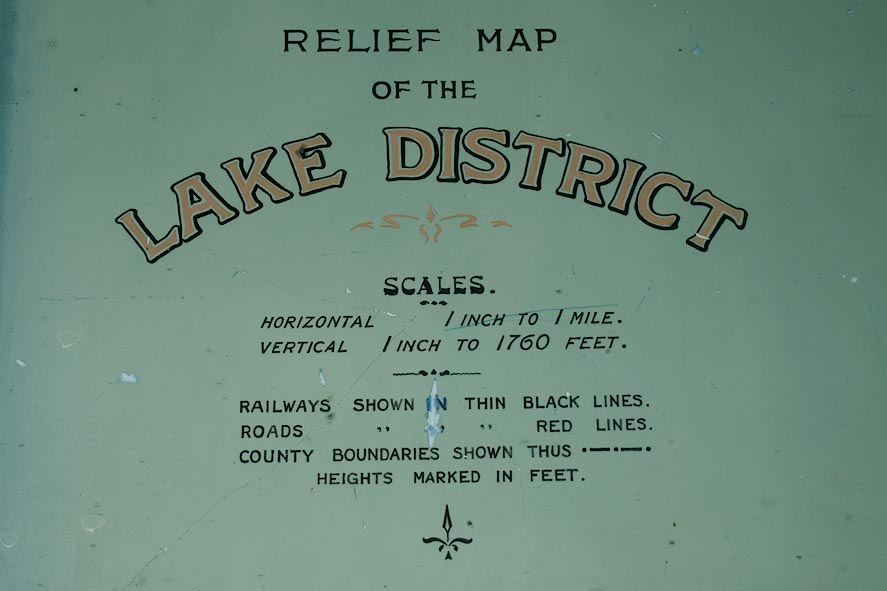 RELIEF MAP
OF THE
LAKE DISTRICT
SCALES.
HORIZONTAL 1 INCH TO 1 MILE.
VERTICAL 1 INCH TO 1760 FEET.
RAILWAYS SHOWN IN THIN BLACK LINES.
ROADS " " " RED LINES.
COUNTY BOUNDARIES SHOWN THUS
HEIGHTS MARKED IN FEET.